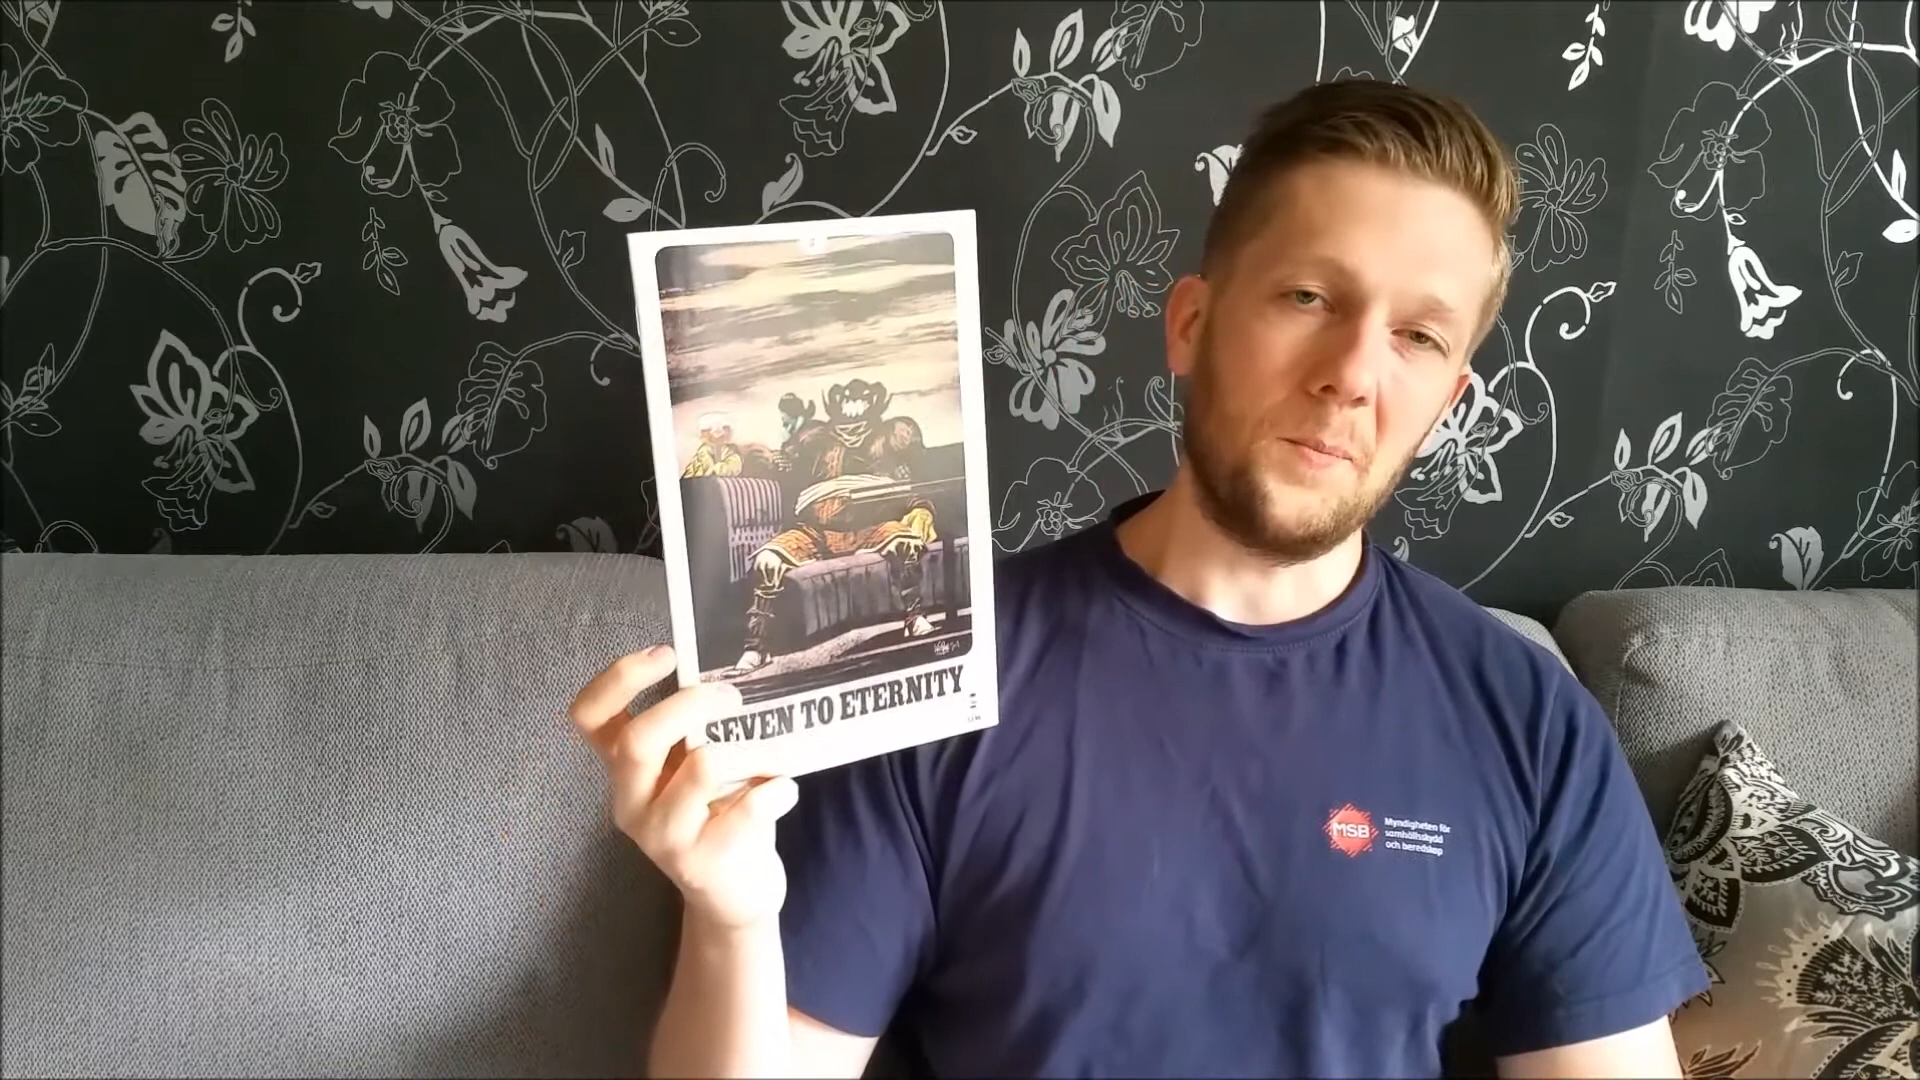 SEVEN TO ETERNITY
MSB
Myndigheten för
samhällsskydd
och beredskap